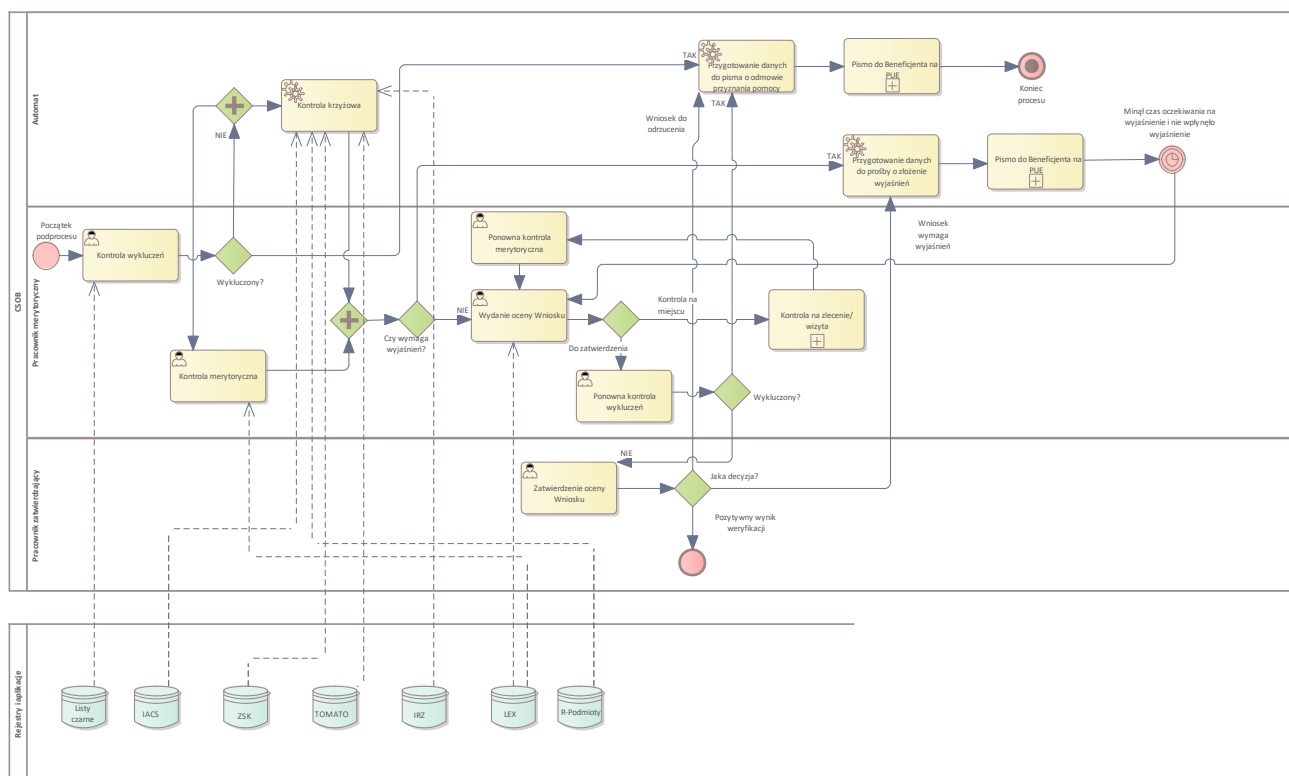 CSOB
Automat
TAK
Przygotowanie danych
do pisma o odmowie
przyznania pomocy
Pismo do Beneficjenta na
PUE
Koniec
procesu
Kontrola krzyżowa
NIE
TAK
Wniosek do
odrzucenia
Minął czas oczekiwania na
wyjaśnienie i nie wpłynęło
wyjaśnienie
TAK
Przygotowanie danych
do prośby o złożenie
wyjaśnień
Pismo do Beneficjenta na
PUE
Pracownik merytoryczny
Początek
podprocesu
Kontrola wykluczeń
Wykluczony?
Ponowna kontrola
merytoryczna
Wniosek
wymaga
wyjaśnień
Kontrola merytoryczna
Czy wymaga
wyjaśnień?
NIE
Wydanie oceny Wniosku
Kontrola na
miejscu
Kontrola na zlecenie/
wizyta
Do zatwierdzenia
Ponowna kontrola
wykluczeń
Wykluczony?
Pracownik zatwierdzający
NIE
Zatwierdzenie oceny
Wniosku
Jaka decyzja?
Pozytywny wynik
weryfikacji
Rejestry i aplikacje
Listy
czarne
IACS
ZSK
TOMATO
IRZ
LEX
R-Podmioty